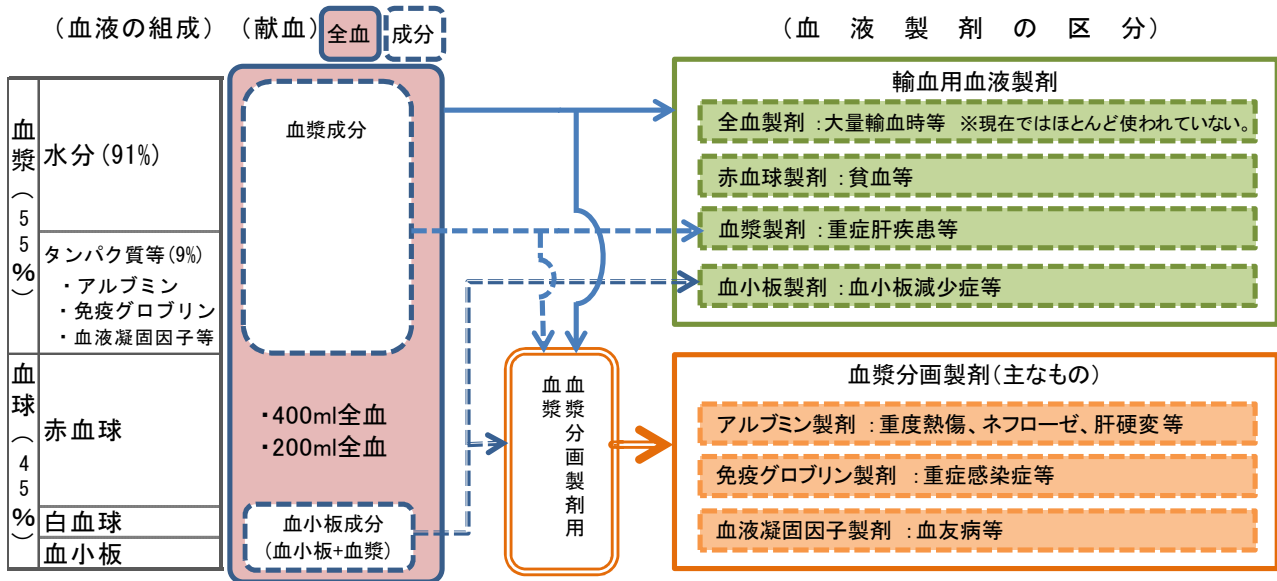 (血液の組成)
(献血)
全血
成分
(血液製剤の区分)
血漿(55%)
水分(91%)
タンパク質等(9%)
・アルブミン
・免疫グロブリン
・血液凝固因子等
血球(45%)
赤血球
白血球
血小板
血漿成分
・400ml全血
・200ml全血
血小板成分
(血小板+血漿)
血漿分画製剤用
血漿
輸血用血液製剤
全血製剤:大量輸血時等 ※現在ではほとんど使われていない。
赤血球製剤:貧血等
血漿製剤:重症肝疾患等
血小板製剤:血小板減少症等
血漿分画製剤(主なもの)
アルブミン製剤:重度熱傷、ネフローゼ、肝硬変等
免疫グロブリン製剤:重症感染症等
血液凝固因子製剤:血友病等